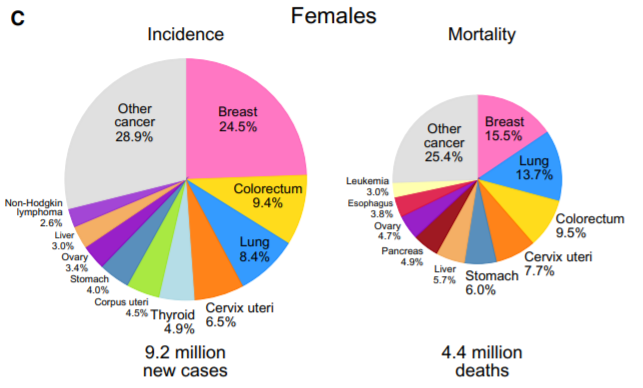 C
Females
Incidence
Mortality
Breast
24.5%
Colorectum
9.4%
Lung
8.4%
Cervix uteri
6.5%
Thyroid
4.9%
Corpus uteri
4.5%
Stomach
4.0%
Ovary
3.4%
Liver
3.0%
Non-Hodgkin
lymphoma
2.6%
Other
cancer
28.9%
9.2 million
new cases
Breast
15.5%
Lung
13.7%
Colorectum
9.5%
Cervix uteri
7.7%
Stomach
6.0%
Liver
5.7%
Pancreas
4.9%
Ovary
4.7%
Esophagus
3.8%
Leukemia
3.0%
Other
cancer
25.4%
4.4 million
deaths